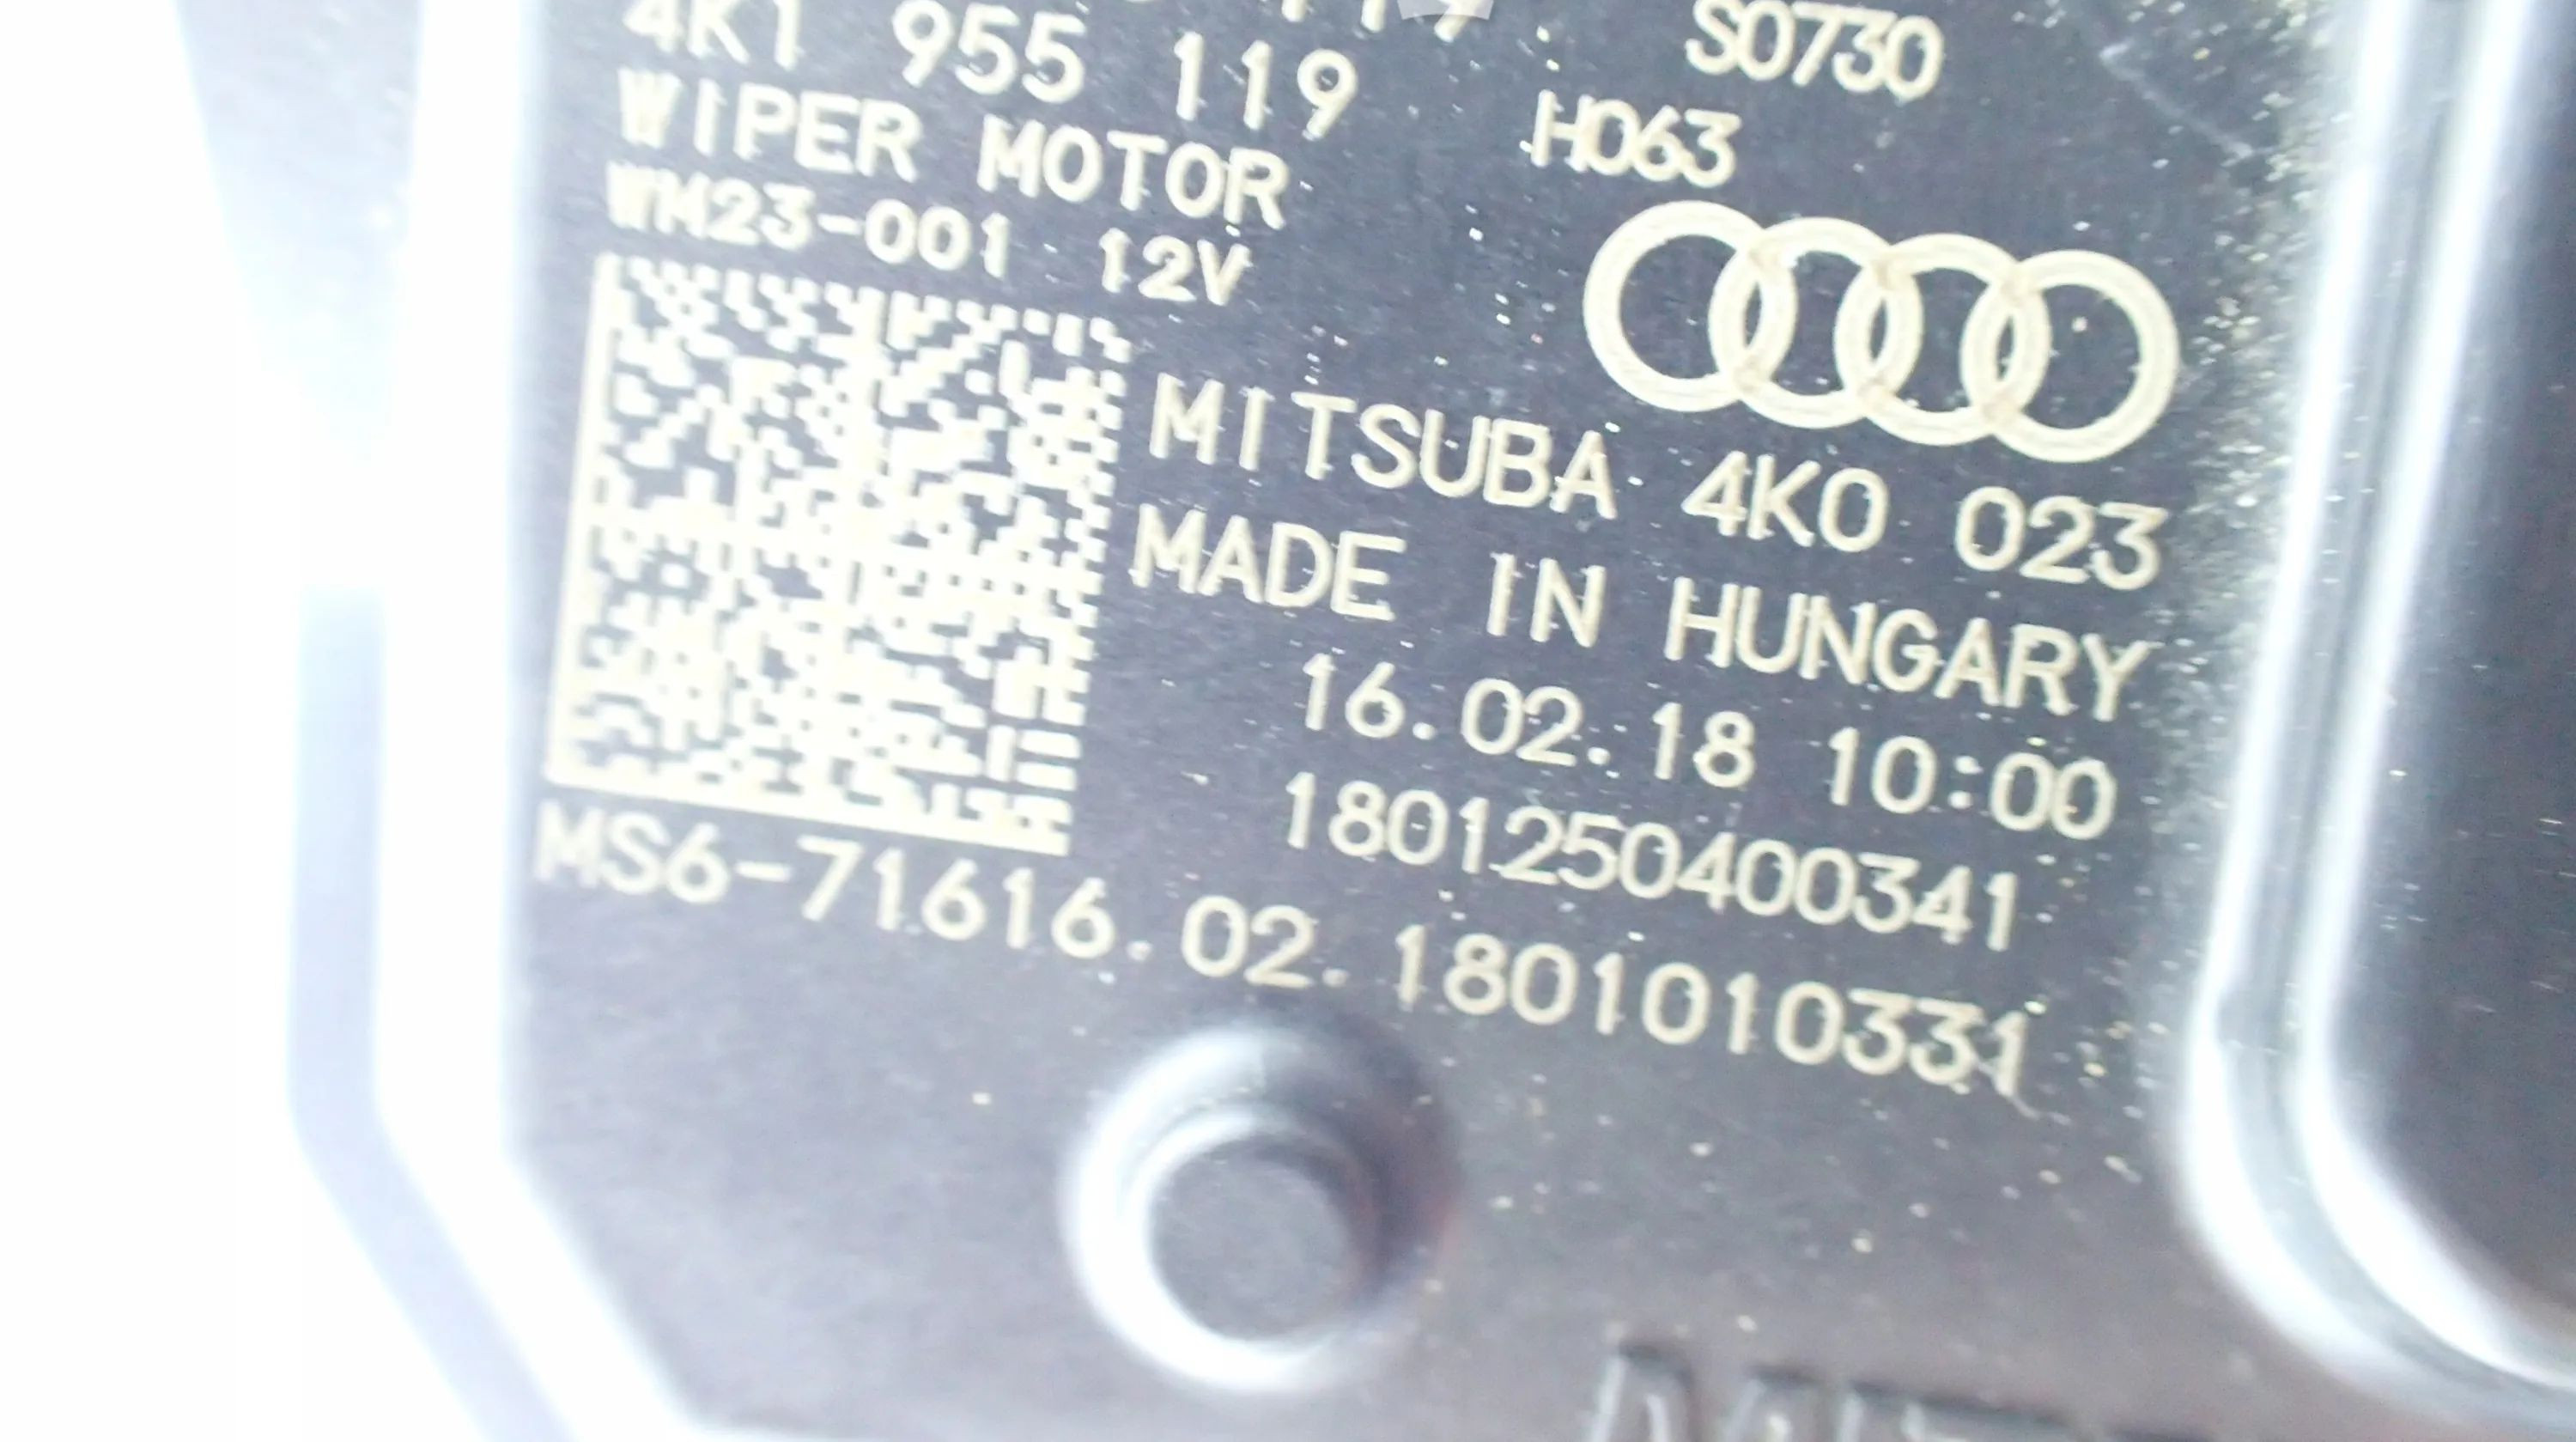 S0730
4K1 955 119
H063
WIPER MOTOR
WM23-001 12V
MITSUBA 4K0 023
MADE IN HUNGARY
16.02.18 10:00
1801250400341
MS6-71616.02.1801010331